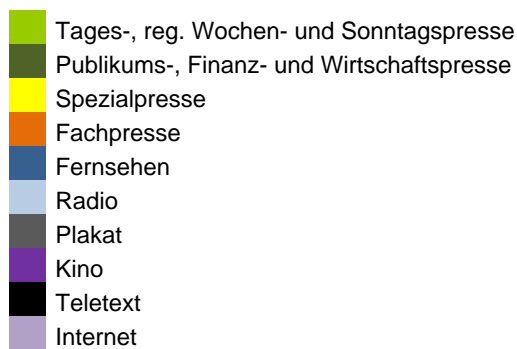 Tages-, reg. Wochen- und Sonntagspresse
Publikums-, Finanz- und Wirtschaftspresse
Spezialpresse
Fachpresse
Fernsehen
Radio
Plakat
Kino
Teletext
Internet